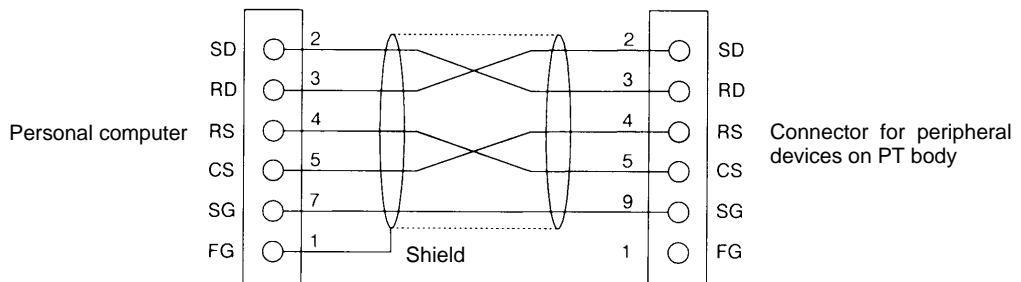 SD 2 2 SD
RD 3 3 RD
Personal computer RS 4 4 RS Connector for peripheral
CS 5 5 CS devices on PT body
SG 7 9 SG
FG 1 Shield 1 FG